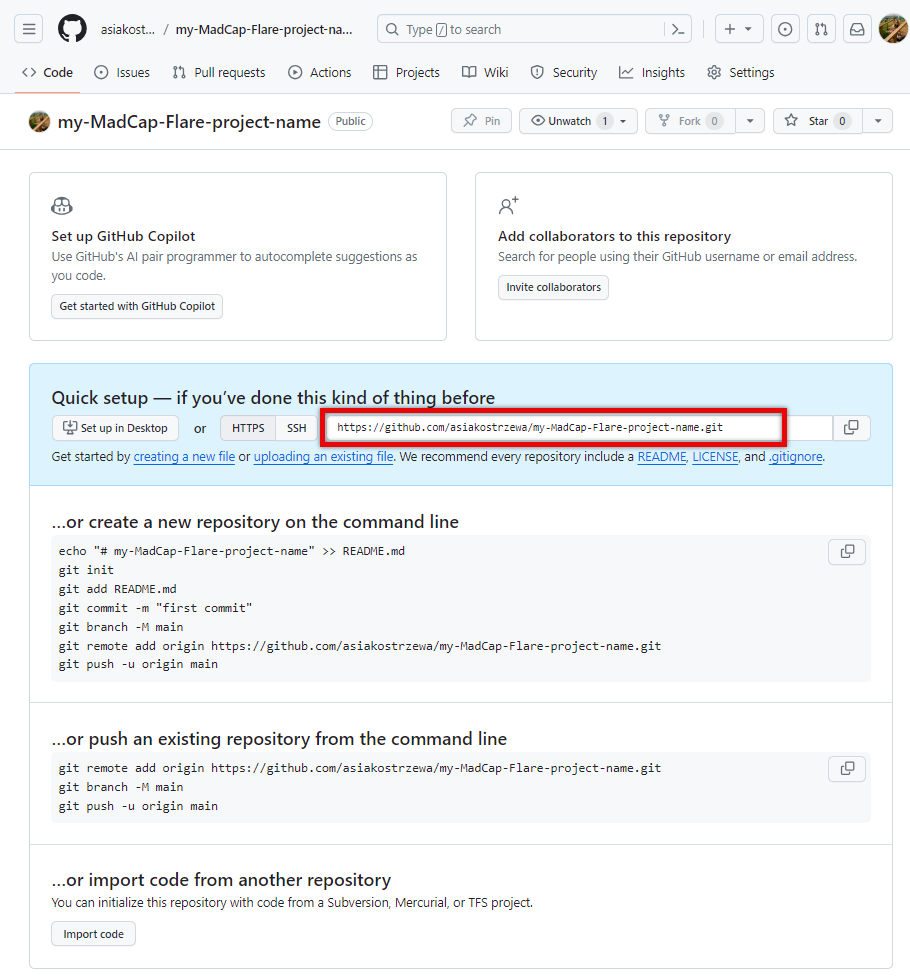 asiakost... / my-MadCap-Flare-project-na...
Type / to search
Code Issues Pull requests Actions Projects Wiki Security Insights Settings
my-MadCap-Flare-project-name Public
Pin Unwatch 1 Fork 0 Star 0
Set up GitHub Copilot
Use GitHub's AI pair programmer to autocomplete suggestions as
you code.
Get started with GitHub Copilot
Add collaborators to this repository
Search for people using their GitHub username or email address.
Invite collaborators
Quick setup — if you’ve done this kind of thing before
Set up in Desktop or HTTPS SSH https://github.com/asiakostrzewa/my-MadCap-Flare-project-name.git
Get started by creating a new file or uploading an existing file. We recommend every repository include a README, LICENSE, and .gitignore.
…or create a new repository on the command line
echo "# my-MadCap-Flare-project-name" >> README.md
git init
git add README.md
git commit -m "first commit"
git branch -M main
git remote add origin https://github.com/asiakostrzewa/my-MadCap-Flare-project-name.git
git push -u origin main
…or push an existing repository from the command line
git remote add origin https://github.com/asiakostrzewa/my-MadCap-Flare-project-name.git
git branch -M main
git push -u origin main
…or import code from another repository
You can initialize this repository with code from a Subversion, Mercurial, or TFS project.
Import code